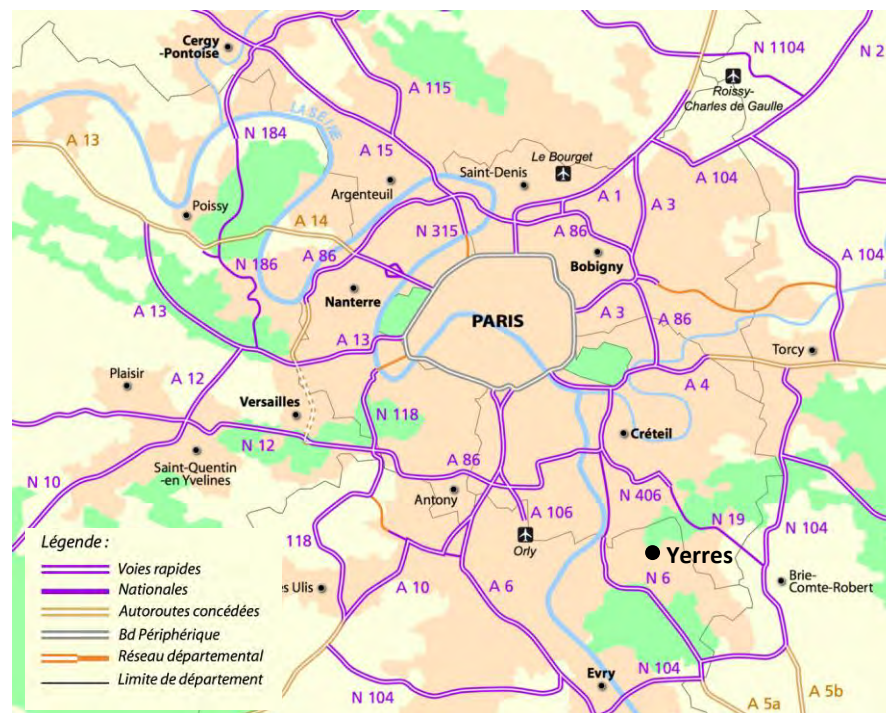 Cergy
-Pontoise
N 1104
N 2
A 115
Roissy-
Charles de Gaulle
LA SEINE
A 13
N 184
A 15
Le Bourget
Saint-Denis
A 104
Argenteuil
A 1
A 3
Poissy
A 14
N 315
A 86
A 86
Bobigny
A 104
N 186
Nanterre
A 13
PARIS
A 3
A 86
A 13
Torcy
Plaisir
A 12
A 4
Versailles
N 118
Créteil
N 12
Saint-Quentin
-en Yvelines
A 86
N 10
Antony
N 406
A 106
N 19
N 104
118
Orly
Yerres
N 6
Brie-
Comte-Robert
es Ulis
A 10
A 6
N 104
Evry
N 104
A 5a
A 5b
Légende :
Voies rapides
Nationales
Autoroutes concédées
Bd Périphérique
Réseau départemental
Limite de département